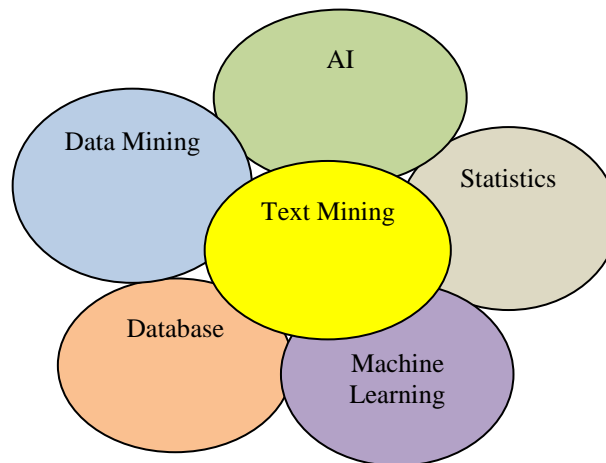 AI
Data Mining
Statistics
Text Mining
Database
Machine
Learning